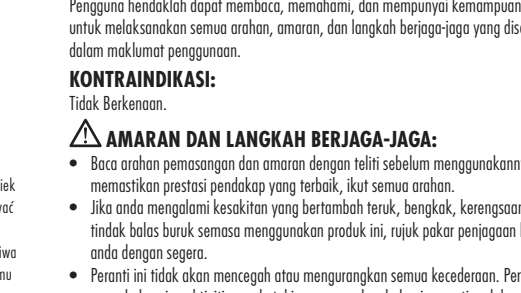 Pengguna hendaklah dapat membaca, memahami, dan mempunyai kemampuan
untuk melaksanakan semua arahan, amaran, dan langkah berjaga-jaga yang
dalam maklumat penggunaan.
KONTRAINDIKASI:
Tidak Berkenaan.
⚠ AMARAN DAN LANGKAH BERJAGA-JAGA:
• Baca arahan pemasangan dan amaran dengan teliti sebelum
memastikan prestasi pendakap yang terbaik, ikut semua arahan.
• Jika anda mengalami kesakitan yang bertambah teruk, bengkak,
tindak balas buruk semasa menggunakan produk ini, rujuk pakar penjagaan
anda dengan segera.
• Peranti ini tidak akan mencegah atau mengurangkan semua kecederaan.